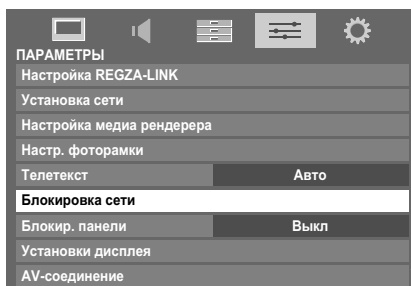 ПАРАМЕТРЫ
Настройка REGZA-LINK
Установка сети
Настройка медиа рендерера
Настр. фоторамки
Телетекст Авто
Блокировка сети
Блокир. панели Выкл
Установки дисплея
AV-соединение